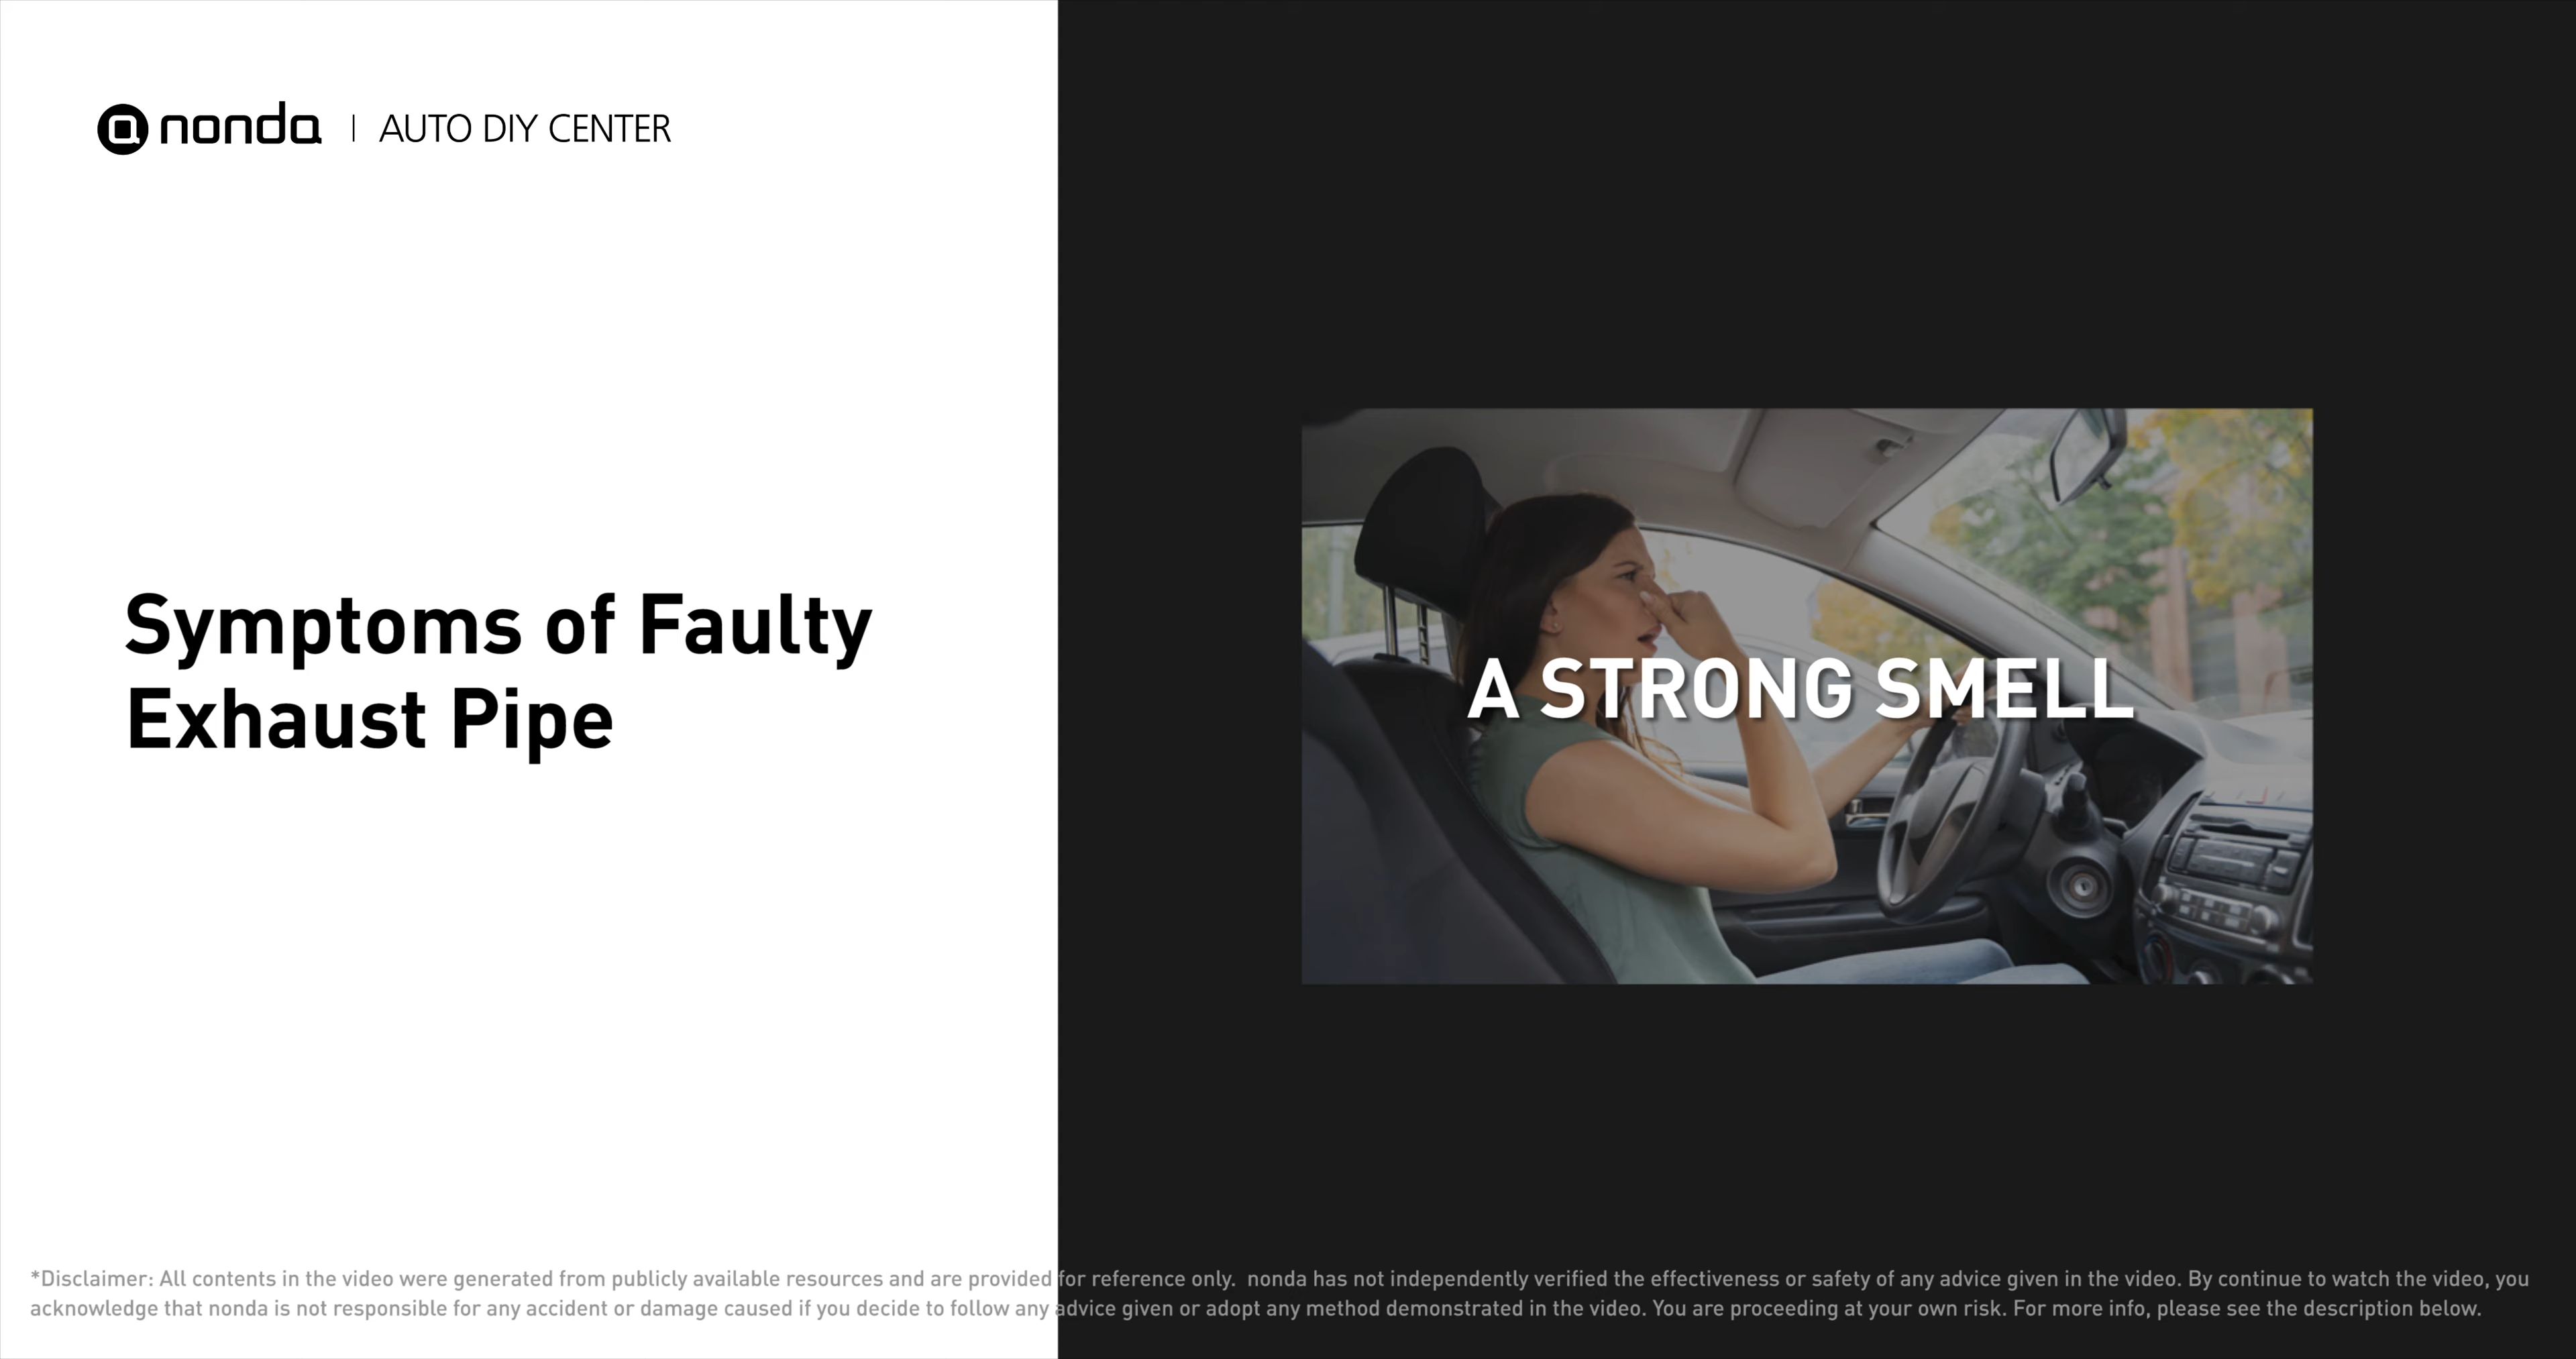 nonda | AUTO DIY CENTER
Symptoms of Faulty
Exhaust Pipe
A STRONG SMELL
*Disclaimer: All contents in the video were generated from publicly available resources and are provided for reference only. nonda has not independently verified the effectiveness or safety of any advice given in the video. By continue to watch the video, you
acknowledge that nonda is not responsible for any accident or damage caused if you decide to follow any advice given or adopt any method demonstrated in the video. You are proceeding at your own risk. For more info, please see the description below.